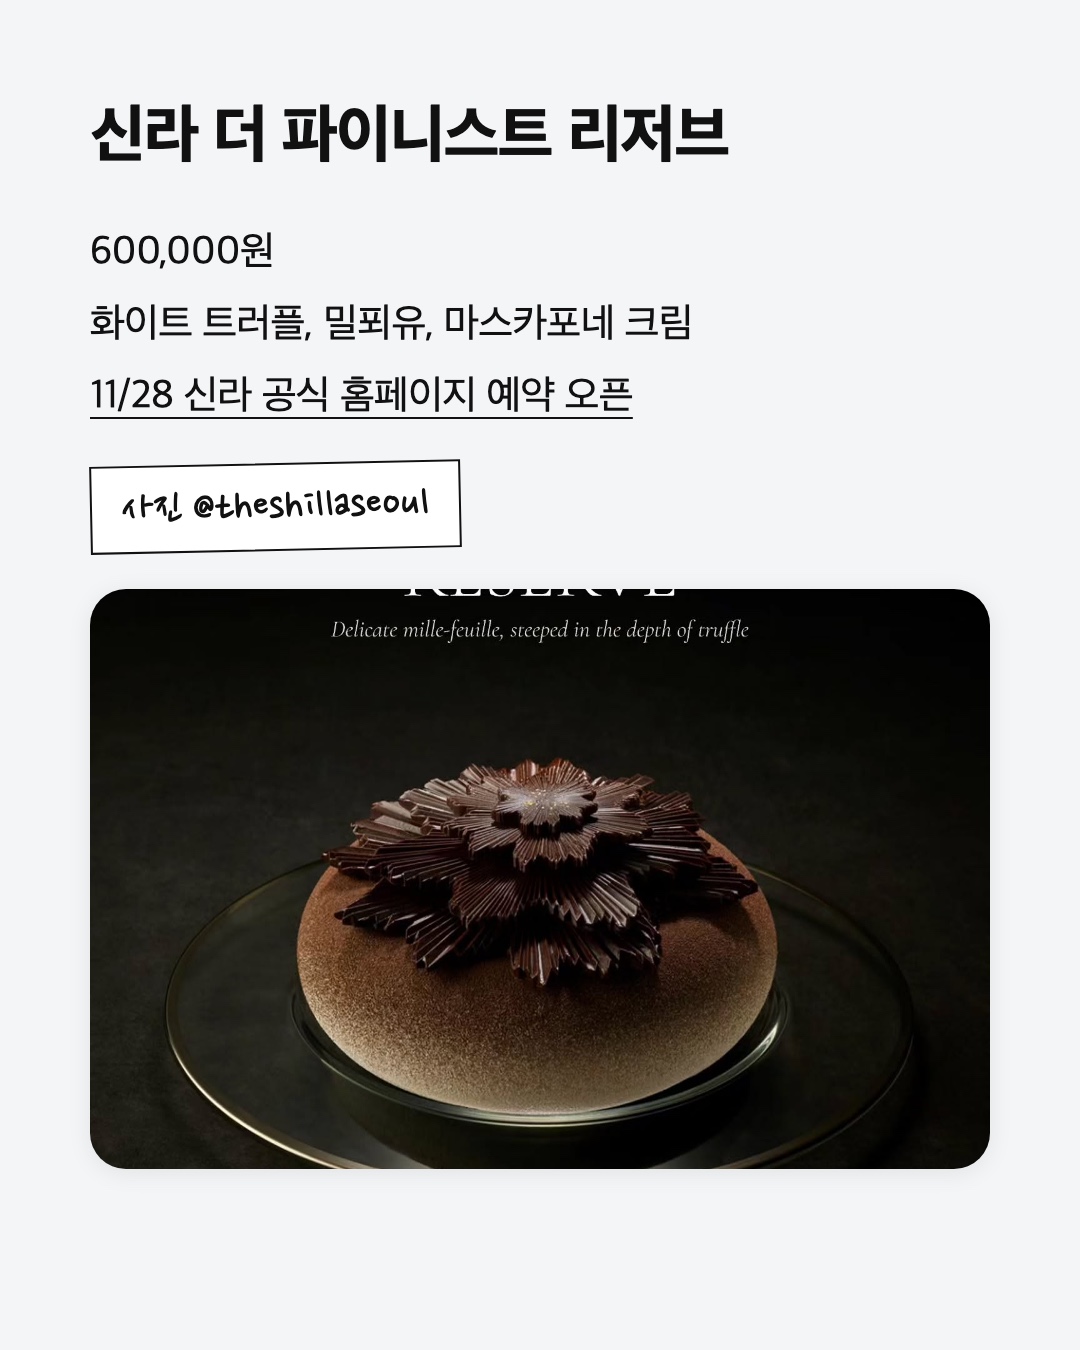 신라 더 파이니스트 리저브
600,000원
화이트 트러플, 밀푀유, 마스카포네 크림
11/28 신라 공식 홈페이지 예약 오픈
사진 @theshillaseoul
RESERVE
Delicate mille-feuille, steeped in the depth of truffle